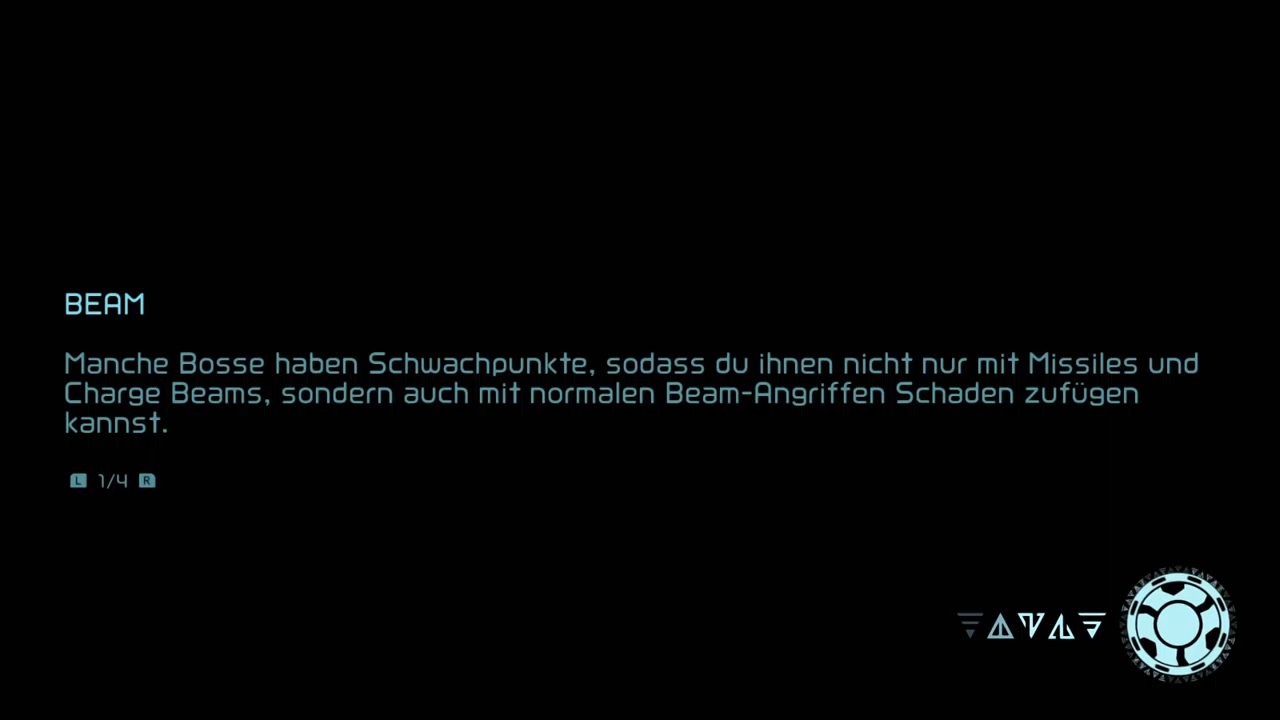 BEAM
Manche Bosse haben Schwachpunkte, sodass du ihnen nicht nur mit Missiles und
Charge Beams, sondern auch mit normalen Beam-Angriffen Schaden zufügen
kannst.
L 1/4 R